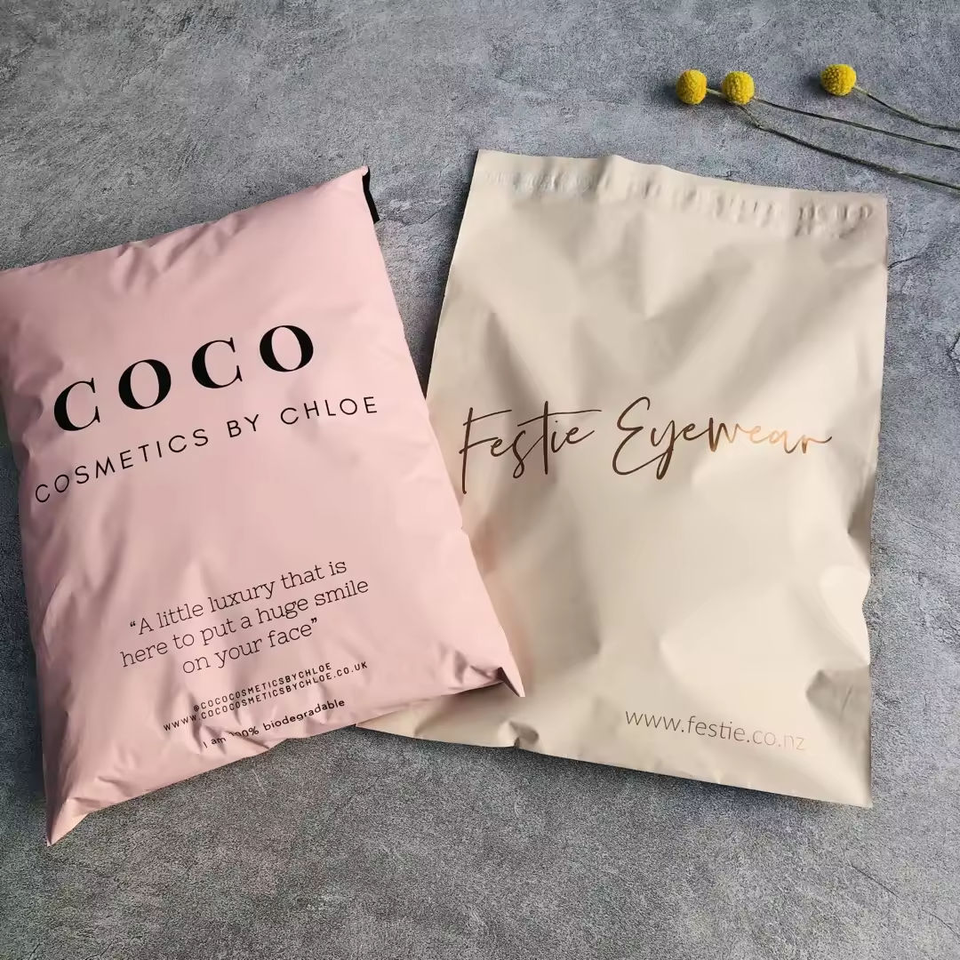 COCO
COSMETICS BY CHLOE
“A little luxury that is
here to put a huge smile
on your face”
@COCOCOSMETICSBYCHLOE
WWW.COCOCOSMETICSBYCHLOE.CO.UK
I am 100% biodegradable
Festie Eyewear
www.festie.co.nz